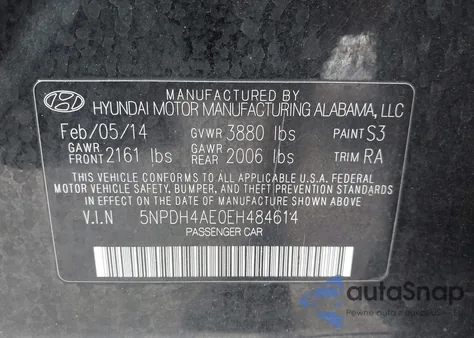 MANUFACTURED BY
HYUNDAI MOTOR MANUFACTURING ALABAMA, LLC
Feb/05/14 GVWR 3880 lbs PAINT S3
GAWR FRONT 2161 lbs GAWR REAR 2006 lbs TRIM RA
THIS VEHICLE CONFORMS TO ALL APPLICABLE U.S.A FEDERAL
MOTOR VEHICLE SAFETY, BUMPER, AND THEFT PREVENTION STANDARDS
IN EFFECT ON THE DATE OF MANUFACTURE SHOWN ABOVE.
V.I.N 5NPDH4AE0EH484614
PASSENGER CAR
autoSnap
Pewne auta z